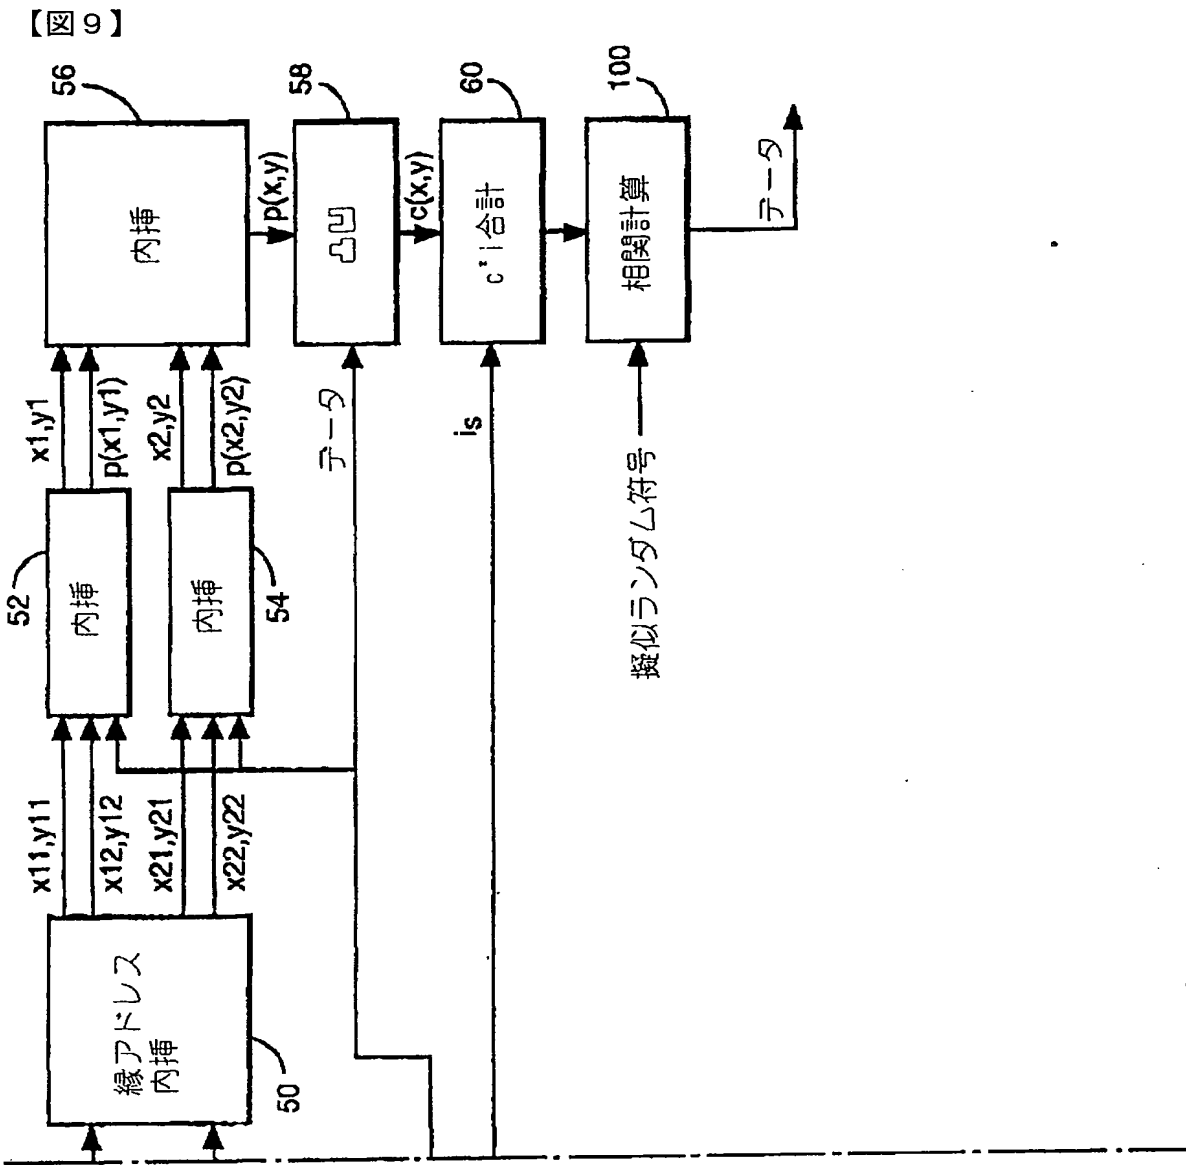 【図９】
56
58
60
100
内挿
p(x,y)
凸凹
c(x,y)
c*i合計
相関計算
データ
x1,y1
p(x1,y1)
x2,y2
p(x2,y2)
データ
is
擬似ランダム符号
52
内挿
内挿
54
x11,y11
x12,y12
x21,y21
x22,y22
縁アドレス
内挿
50